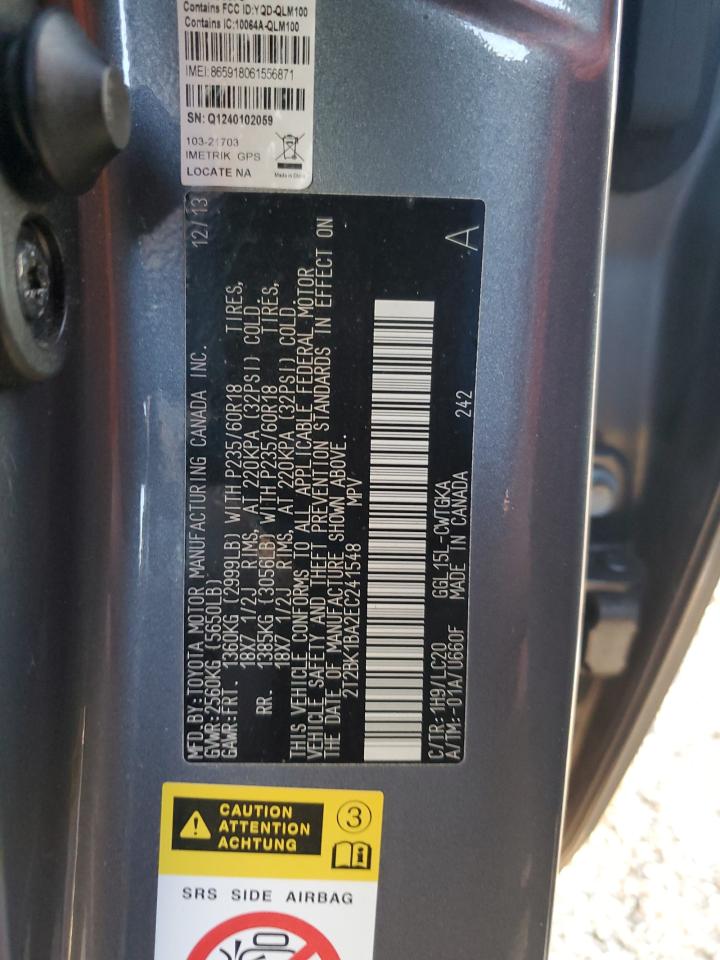 Contains FCC ID:YQD-QLM100
Contains IC:10064A-QLM100
IMEI:865918061556871
SN: Q1240102059
103-21703
IMETRIK GPS
LOCATE NA
Made in China
MFD.BY:TOYOTA MOTOR MANUFACTURING CANADA INC. 12/13
GVWR:2560KG(5650LB)
GAWR:FRT. 1360KG (2999LB) WITH P235/60R18 TIRES,
18X7 1/2J RIMS, AT 220KPA (32PSI) COLD
RR. 1385KG (3056LB) WITH P235/60R18 TIRES,
18X7 1/2J RIMS, AT 220KPA (32PSI) COLD
THIS VEHICLE CONFORMS TO ALL APPLICABLE FEDERAL MOTOR
VEHICLE SAFETY AND THEFT PREVENTION STANDARDS IN EFFECT ON
THE DATE OF MANUFACTURE SHOWN ABOVE.
2T2BK1BA2EC241548 MPV
C/TR:1H9/LC20 GGL15L-CWTGKA 242
A/TM:-01A/U660F MADE IN CANADA
A
CAUTION
ATTENTION
ACHTUNG
3
SRS SIDE AIRBAG